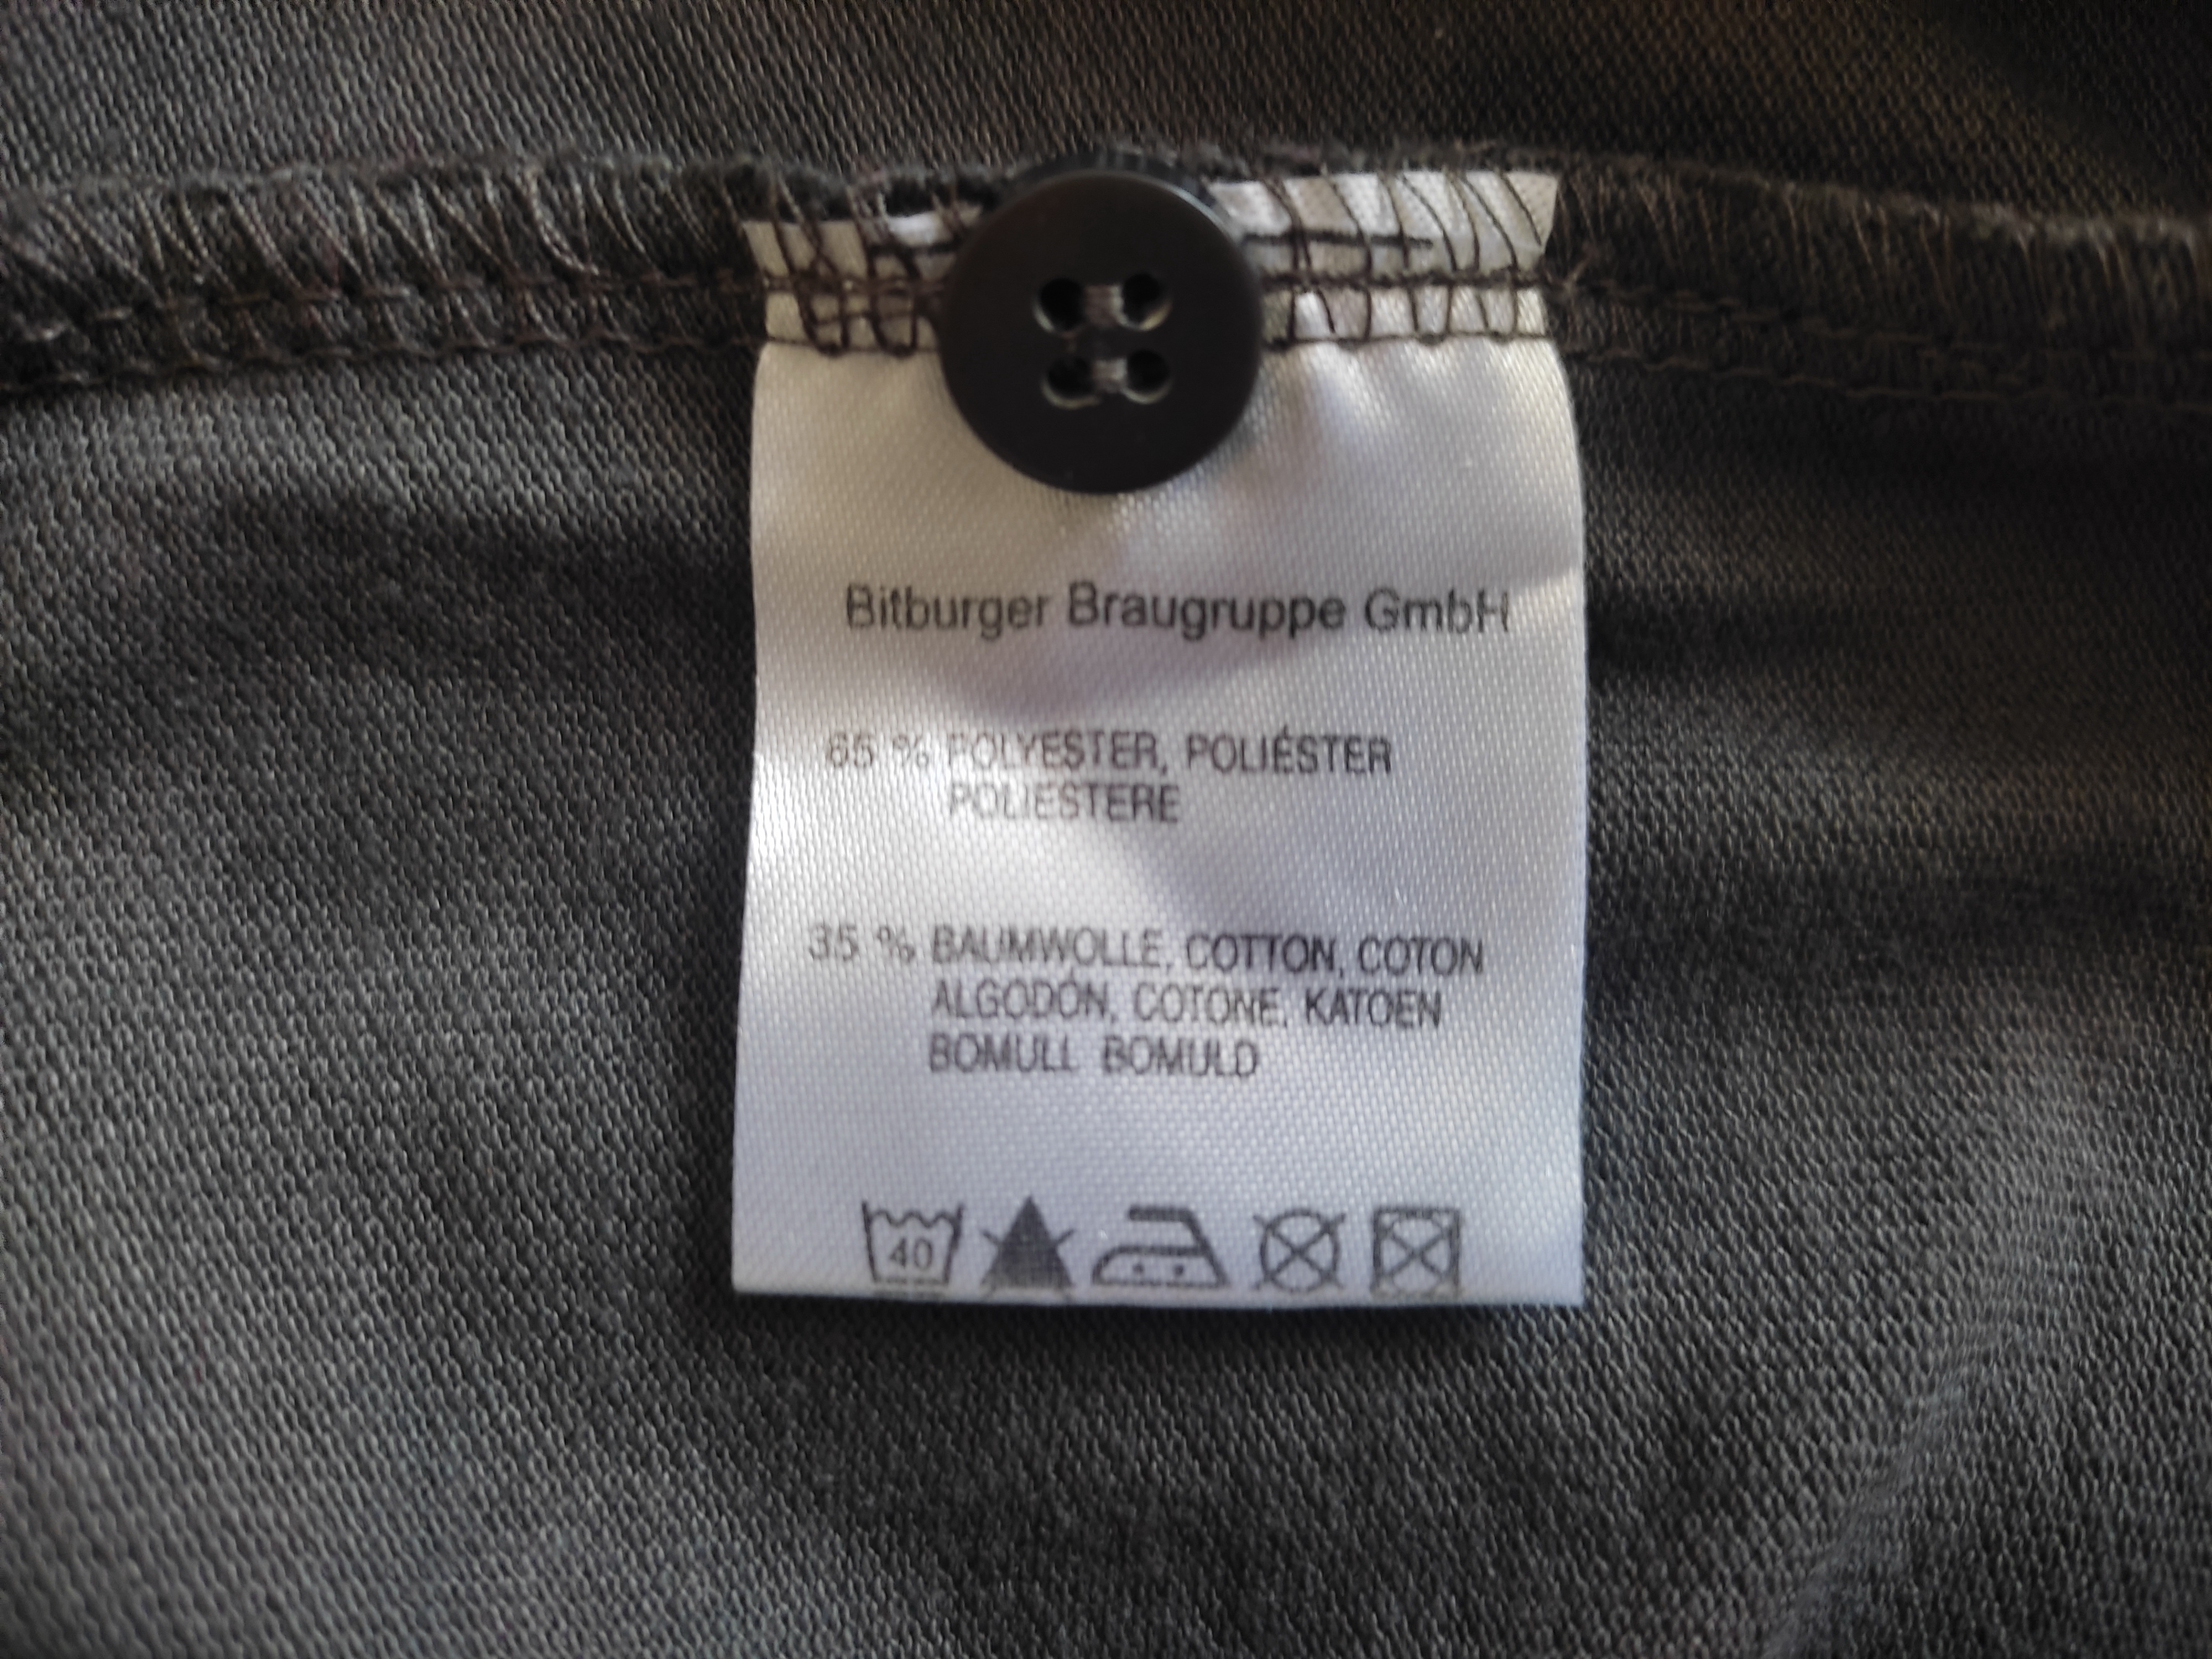 Bitburger Braugruppe GmbH
65 % POLYESTER, POLIÉSTER
POLIESTERE
35 % BAUMWOLLE, COTTON, COTON
ALGODÓN, COTONE, KATOEN
BOMULL BOMULD
40